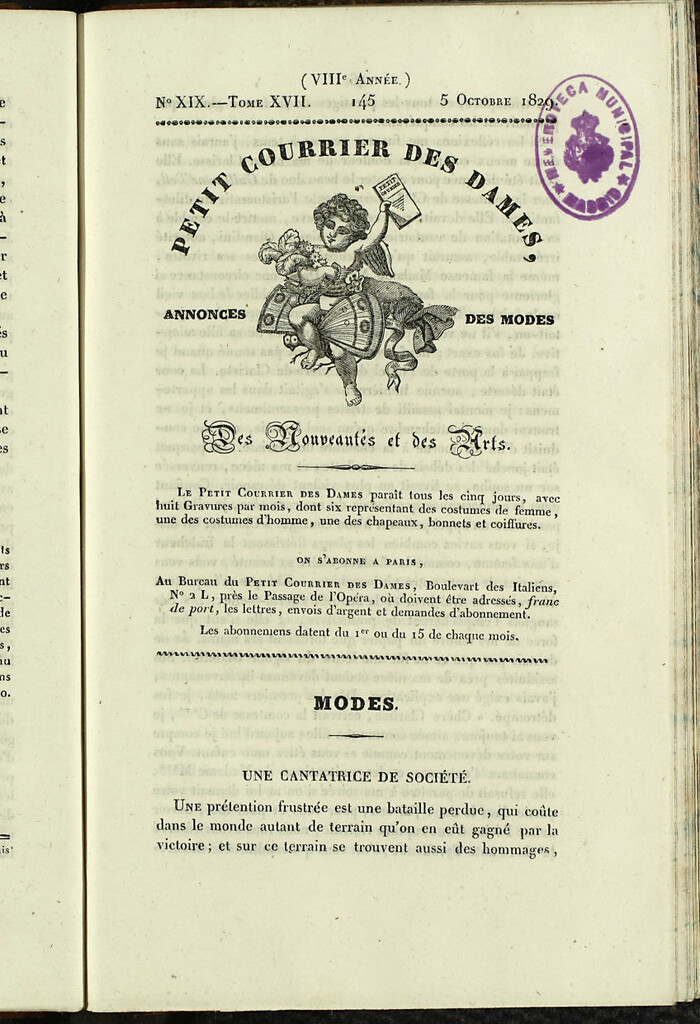 (VIIIᵉ Année.)
Nº XIX.—Tome XVII. 145 5 Octobre 1829.
HEMEROTECA MUNICIPAL
★ MADRID ★
PETIT COURRIER DES DAMES,
PETIT
ANNONCES DES MODES
Des Nouveautés et des Arts.
Le Petit Courrier des Dames paraît tous les cinq jours, avec
huit Gravures par mois, dont six représentant des costumes de femme,
une des costumes d'homme, une des chapeaux, bonnets et coiffures.
ON S'ABONNE A PARIS,
Au Bureau du Petit Courrier des Dames, Boulevart des Italiens,
Nº 2 L, près le Passage de l'Opéra, où doivent être adressés, franc
de port, les lettres, envois d'argent et demandes d'abonnement.
Les abonnemens datent du 1ᵉʳ ou du 15 de chaque mois.
MODES.
UNE CANTATRICE DE SOCIÉTÉ.
Une prétention frustrée est une bataille perdue, qui coûte
dans le monde autant de terrain qu'on en eût gagné par la
victoire; et sur ce terrain se trouvent aussi des hommages,